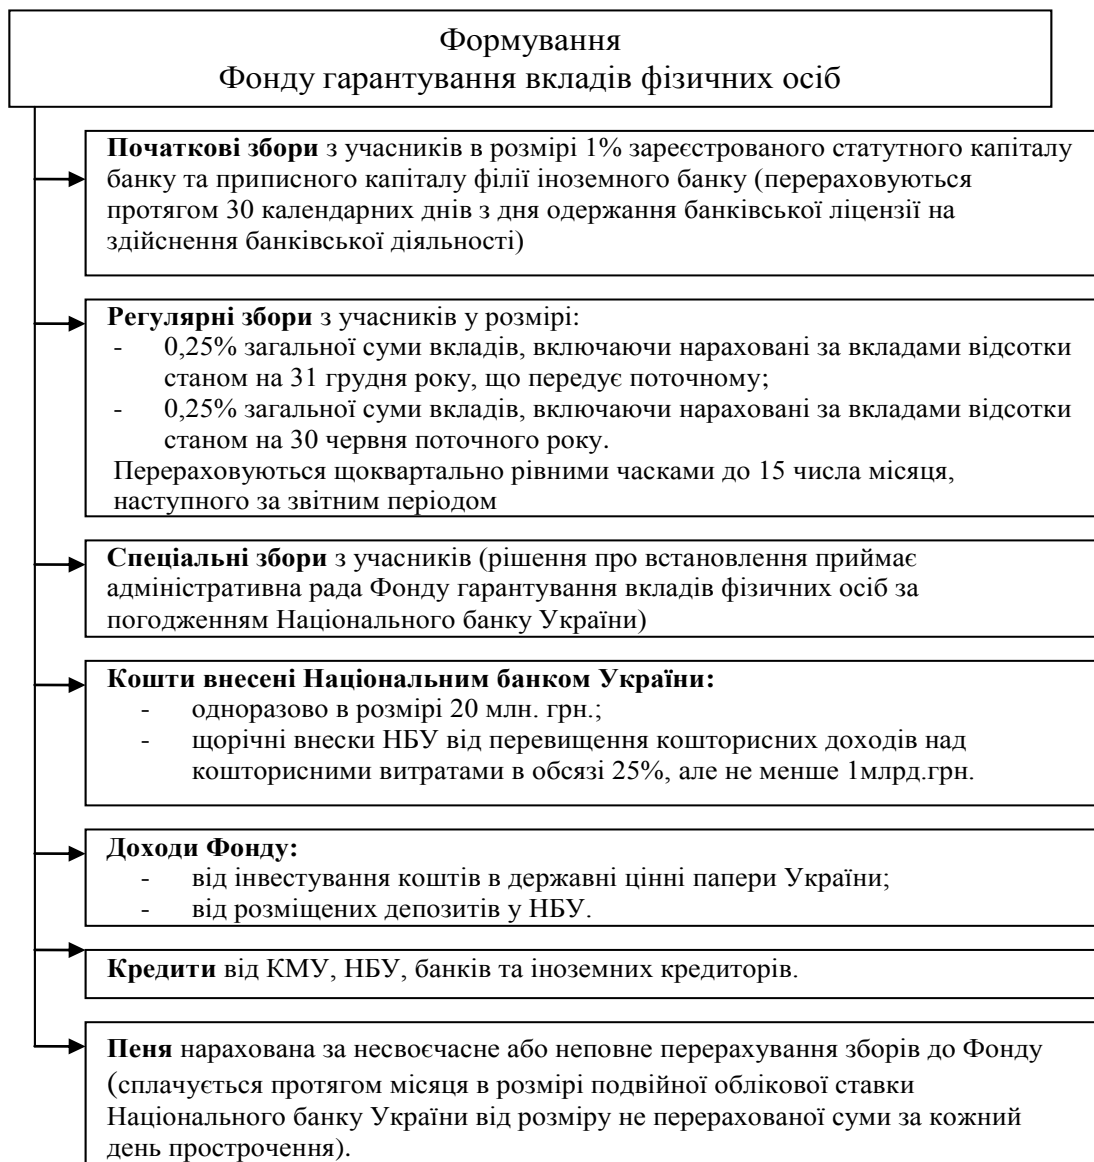 Формування
Фонду гарантування вкладів фізичних осіб
Початкові збори з учасників в розмірі 1% зареєстрованого статутного капіталу
банку та приписного капіталу філії іноземного банку (перераховуються
протягом 30 календарних днів з дня одержання банківської ліцензії на
здійснення банківської діяльності)
Регулярні збори з учасників у розмірі:
- 0,25% загальної суми вкладів, включаючи нараховані за вкладами відсотки
станом на 31 грудня року, що передує поточному;
- 0,25% загальної суми вкладів, включаючи нараховані за вкладами відсотки
станом на 30 червня поточного року.
Перераховуються щоквартально рівними часками до 15 числа місяця,
наступного за звітним періодом
Спеціальні збори з учасників (рішення про встановлення приймає
адміністративна рада Фонду гарантування вкладів фізичних осіб за
погодженням Національного банку України)
Кошти внесені Національним банком України:
- одноразово в розмірі 20 млн. грн.;
- щорічні внески НБУ від перевищення кошторисних доходів над
кошторисними витратами в обсязі 25%, але не менше 1млрд.грн.
Доходи Фонду:
- від інвестування коштів в державні цінні папери України;
- від розміщених депозитів у НБУ.
Кредити від КМУ, НБУ, банків та іноземних кредиторів.
Пеня нарахована за несвоєчасне або неповне перерахування зборів до Фонду
(сплачується протягом місяця в розмірі подвійної облікової ставки
Національного банку України від розміру не перерахованої суми за кожний
день прострочення).